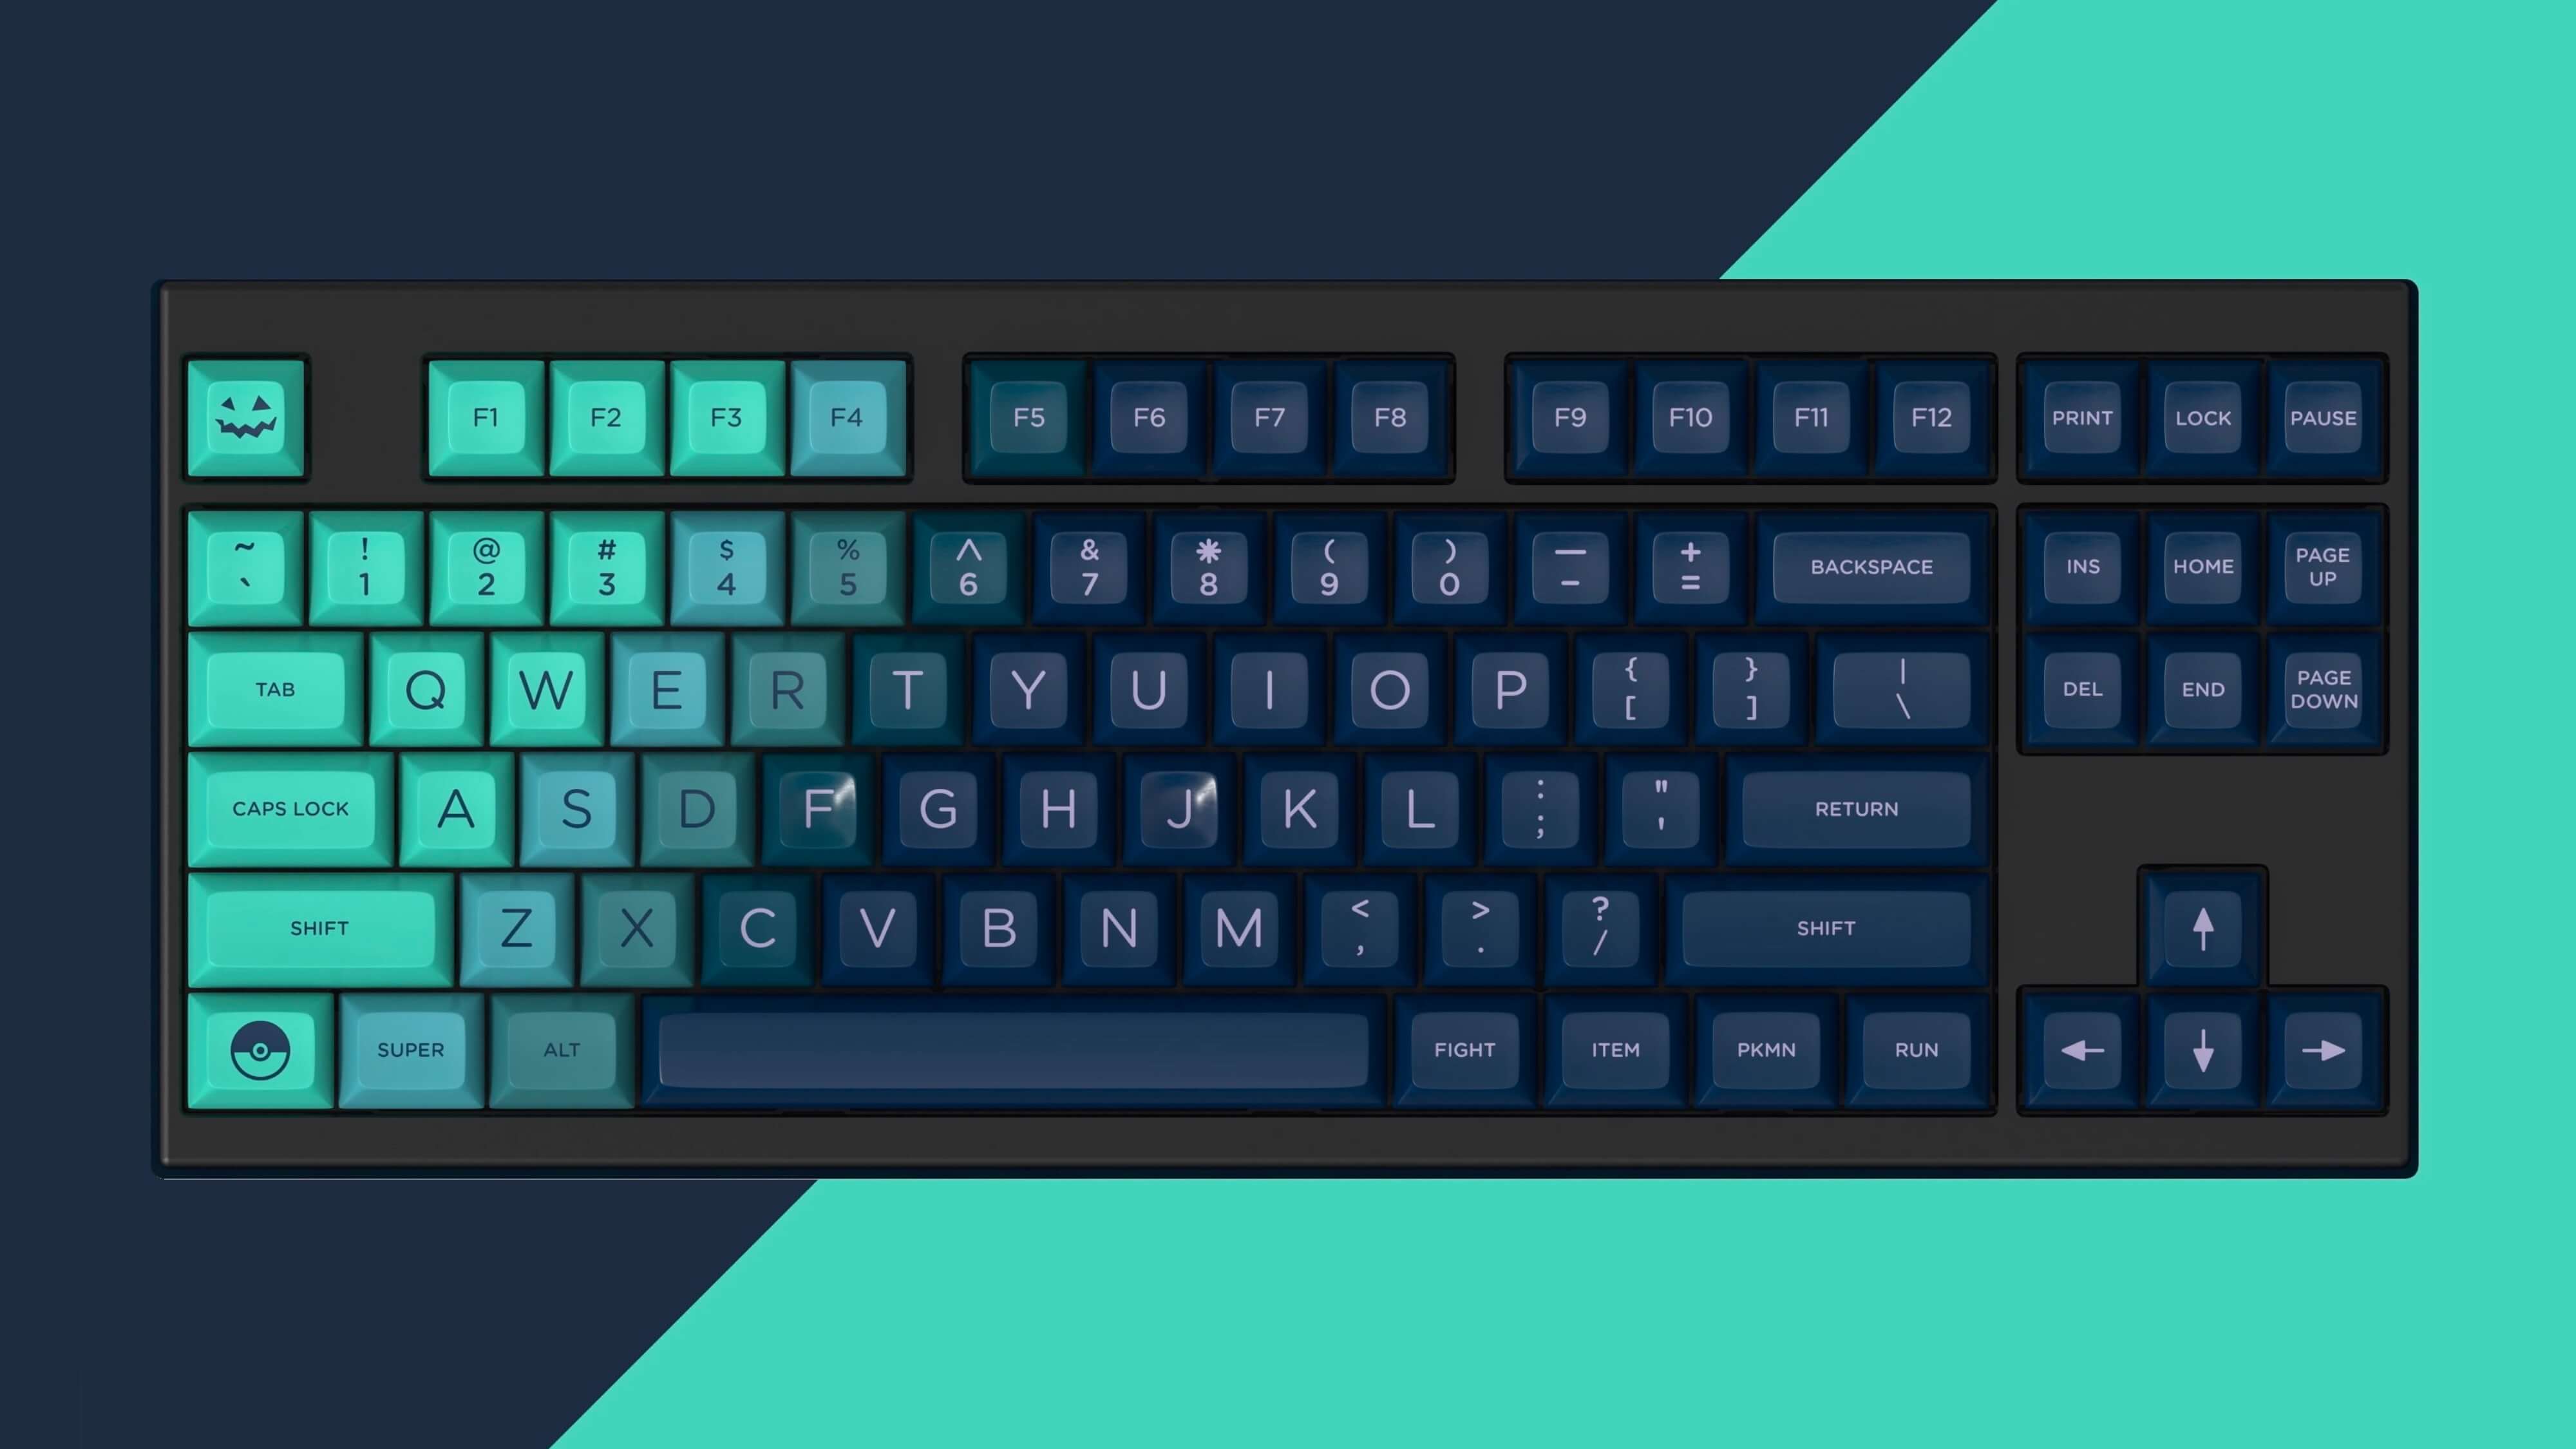 F1 F2 F3 F4 F5 F6 F7 F8 F9 F10 F11 F12 PRINT LOCK PAUSE
~ ! @ # $ % ^ & * ( ) — +
` 1 2 3 4 5 6 7 8 9 0 - = BACKSPACE INS HOME PAGE UP
TAB Q W E R T Y U I O P { } |
[ ] \ DEL END PAGE DOWN
CAPS LOCK A S D F G H J K L : "
; ' RETURN
SHIFT Z X C V B N M < > ?
, . / SHIFT ↑
SUPER ALT FIGHT ITEM PKMN RUN ← ↓ →